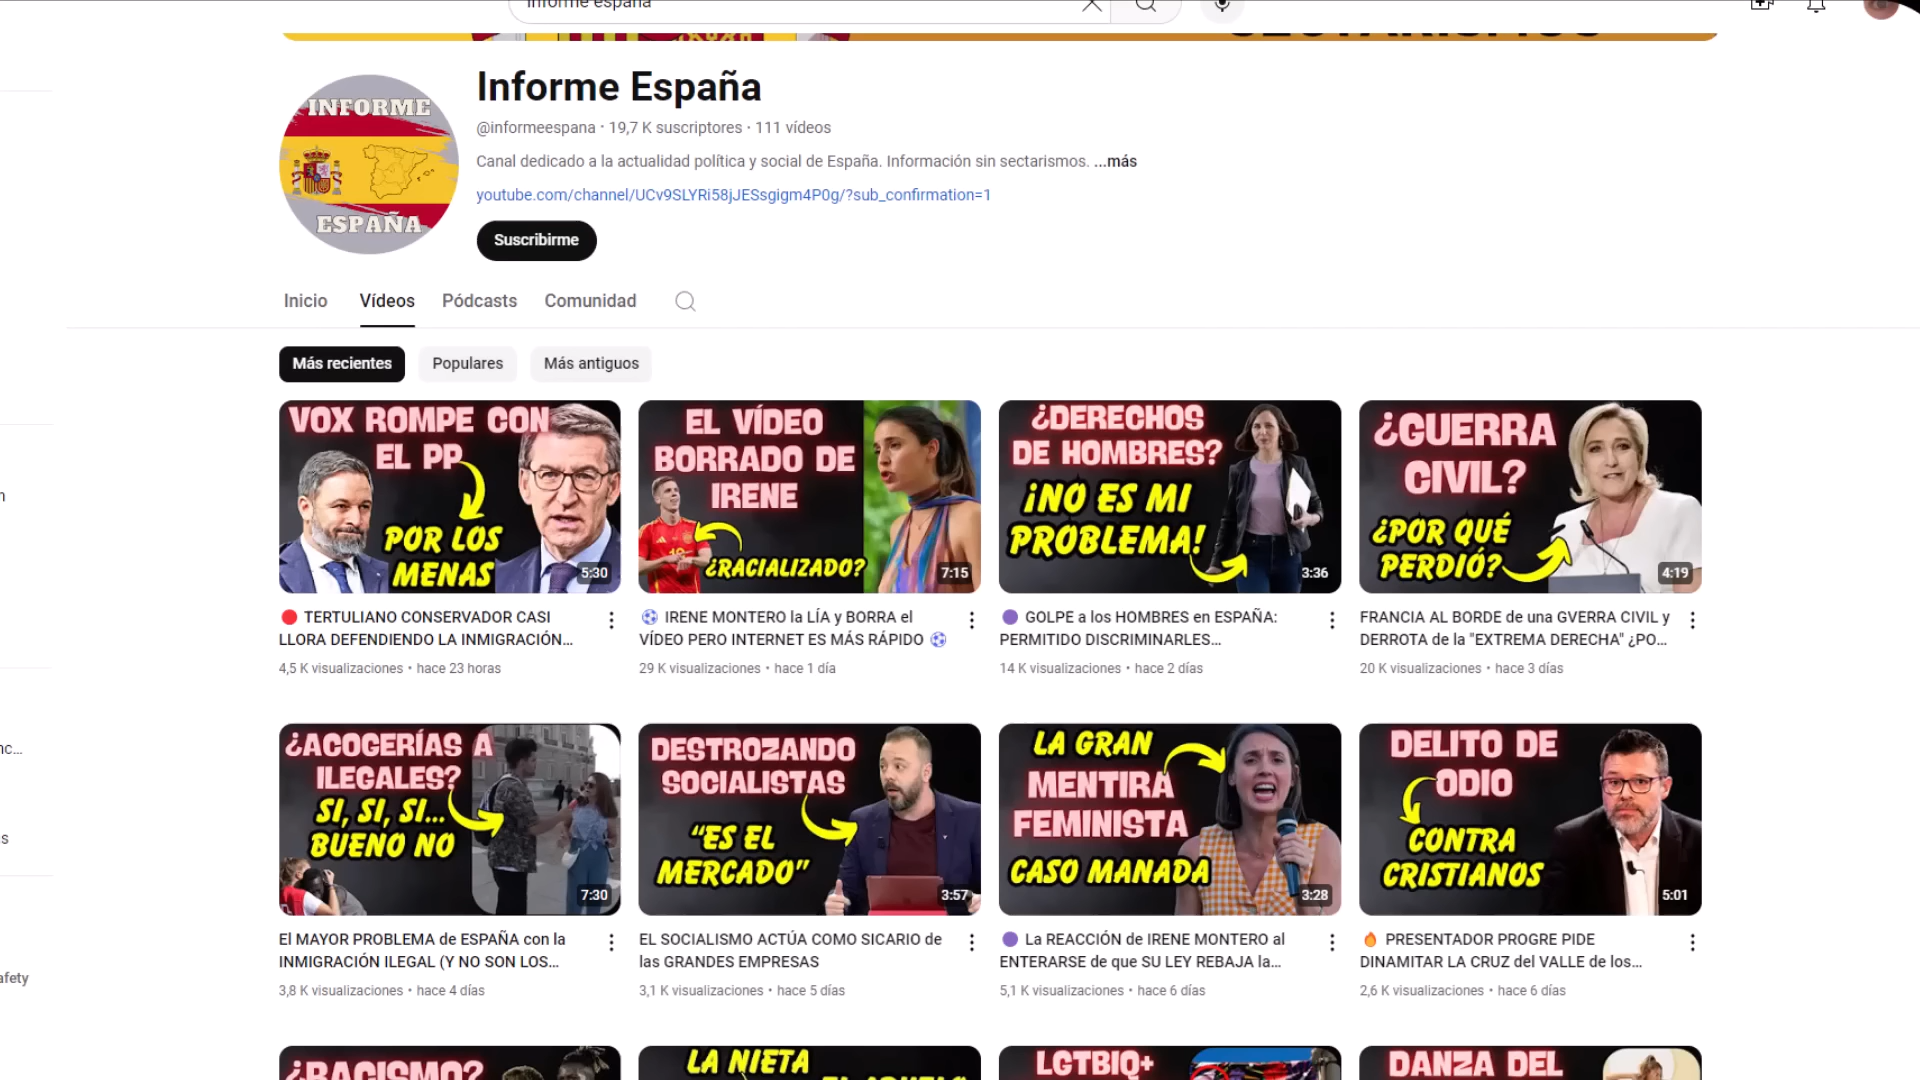 informe españa
INFORME
ESPAÑA
Informe España
@informeespana · 19,7 K suscriptores · 111 vídeos
Canal dedicado a la actualidad política y social de España. Información sin sectarismos. ...más
youtube.com/channel/UCv9SLYRi58jJESsgigm4P0g/?sub_confirmation=1
Suscribirme
Inicio Vídeos Pódcasts Comunidad
Más recientes Populares Más antiguos
VOX ROMPE CON
EL PP
POR LOS
MENAS
5:30
EL VÍDEO
BORRADO DE
IRENE
¿RACIALIZADO?
7:15
¿DERECHOS
DE HOMBRES?
¡NO ES MI
PROBLEMA!
3:36
¿GUERRA
CIVIL?
¿POR QUÉ
PERDIÓ?
4:19
TERTULIANO CONSERVADOR CASI
LLORA DEFENDIENDO LA INMIGRACIÓN...
4,5 K visualizaciones • hace 23 horas
IRENE MONTERO la LÍA y BORRA el
VÍDEO PERO INTERNET ES MÁS RÁPIDO
29 K visualizaciones • hace 1 día
GOLPE a los HOMBRES en ESPAÑA:
PERMITIDO DISCRIMINARLES...
14 K visualizaciones • hace 2 días
FRANCIA AL BORDE de una GVERRA CIVIL y
DERROTA de la "EXTREMA DERECHA" ¿PO...
20 K visualizaciones • hace 3 días
¿ACOGERÍAS A
ILEGALES?
SI, SI, SI...
BUENO NO
7:30
DESTROZANDO
SOCIALISTAS
"ES EL
MERCADO"
3:57
LA GRAN
MENTIRA
FEMINISTA
CASO MANADA
3:28
DELITO DE
ODIO
CONTRA
CRISTIANOS
5:01
El MAYOR PROBLEMA de ESPAÑA con la
INMIGRACIÓN ILEGAL (Y NO SON LOS...
3,8 K visualizaciones • hace 4 días
EL SOCIALISMO ACTÚA COMO SICARIO de
las GRANDES EMPRESAS
3,1 K visualizaciones • hace 5 días
La REACCIÓN de IRENE MONTERO al
ENTERARSE de que SU LEY REBAJA la...
5,1 K visualizaciones • hace 6 días
PRESENTADOR PROGRE PIDE
DINAMITAR LA CRUZ del VALLE de los...
2,6 K visualizaciones • hace 6 días
¿RACISMO?
LA NIETA
LGTBIQ+
DANZA DEL